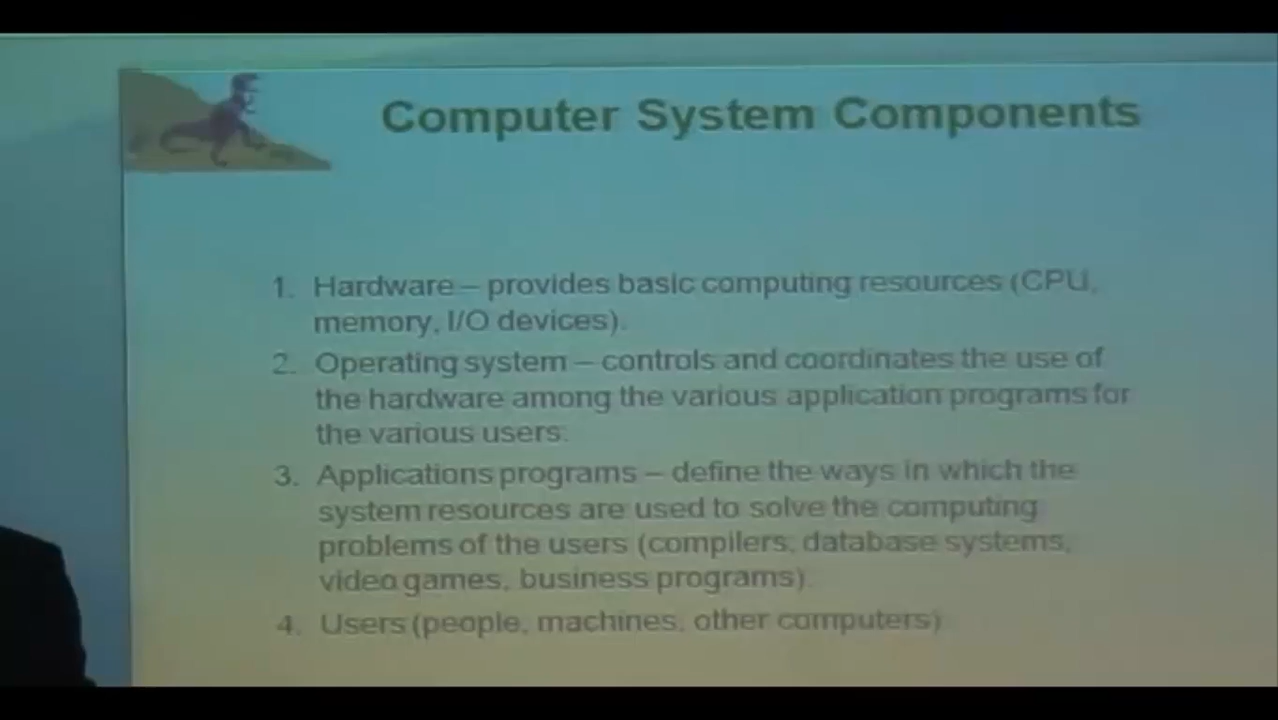 Computer System Components
1. Hardware – provides basic computing resources (CPU,
memory, I/O devices).
2. Operating system – controls and coordinates the use of
the hardware among the various application programs for
the various users.
3. Applications programs – define the ways in which the
system resources are used to solve the computing
problems of the users (compilers, database systems,
video games, business programs).
4. Users (people, machines, other computers)